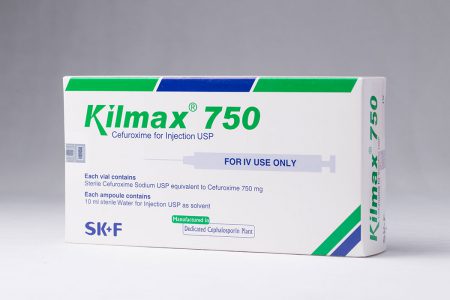 Kilmax® 750
Cefuroxime for Injection USP
FOR IV USE ONLY
Each vial contains
Sterile Cefuroxime Sodium USP equivalent to Cefuroxime 750 mg
Each ampoule contains
10 ml sterile Water for Injection USP as solvent
SK+F
Manufactured in
Dedicated Cephalosporin Plant